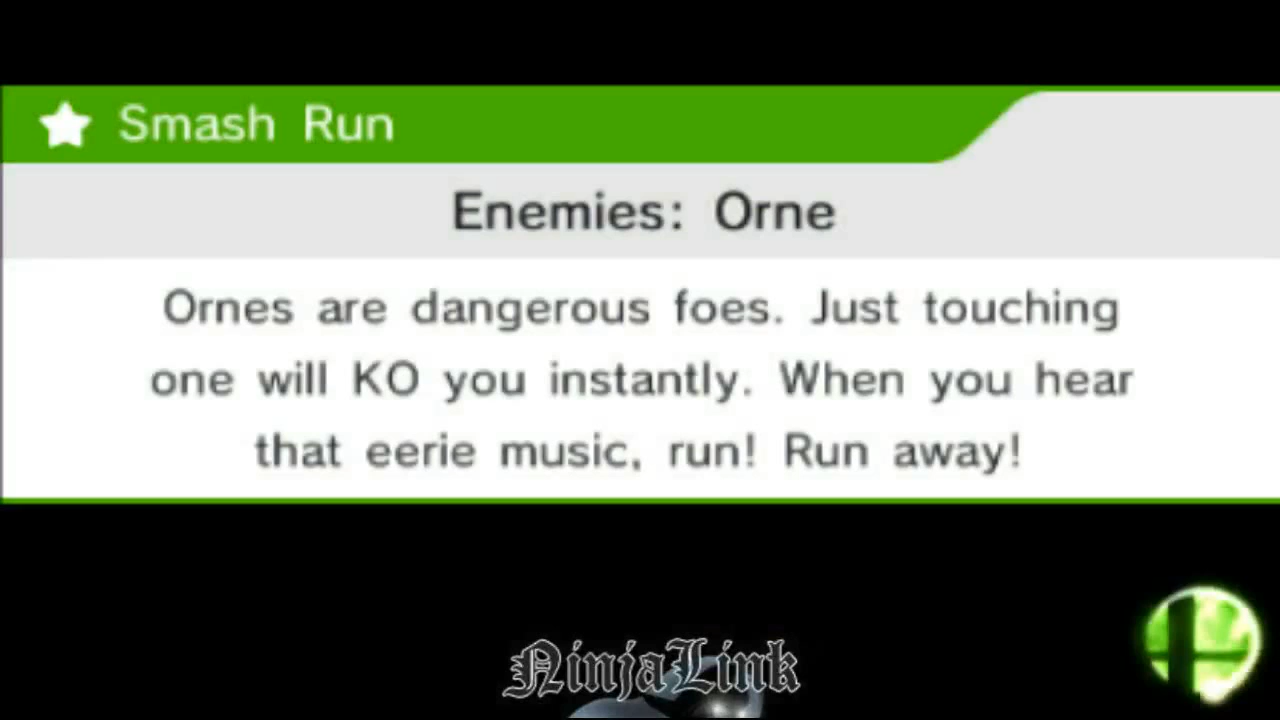 Smash Run
Enemies: Orne
Ornes are dangerous foes. Just touching
one will KO you instantly. When you hear
that eerie music, run! Run away!
NinjaLink